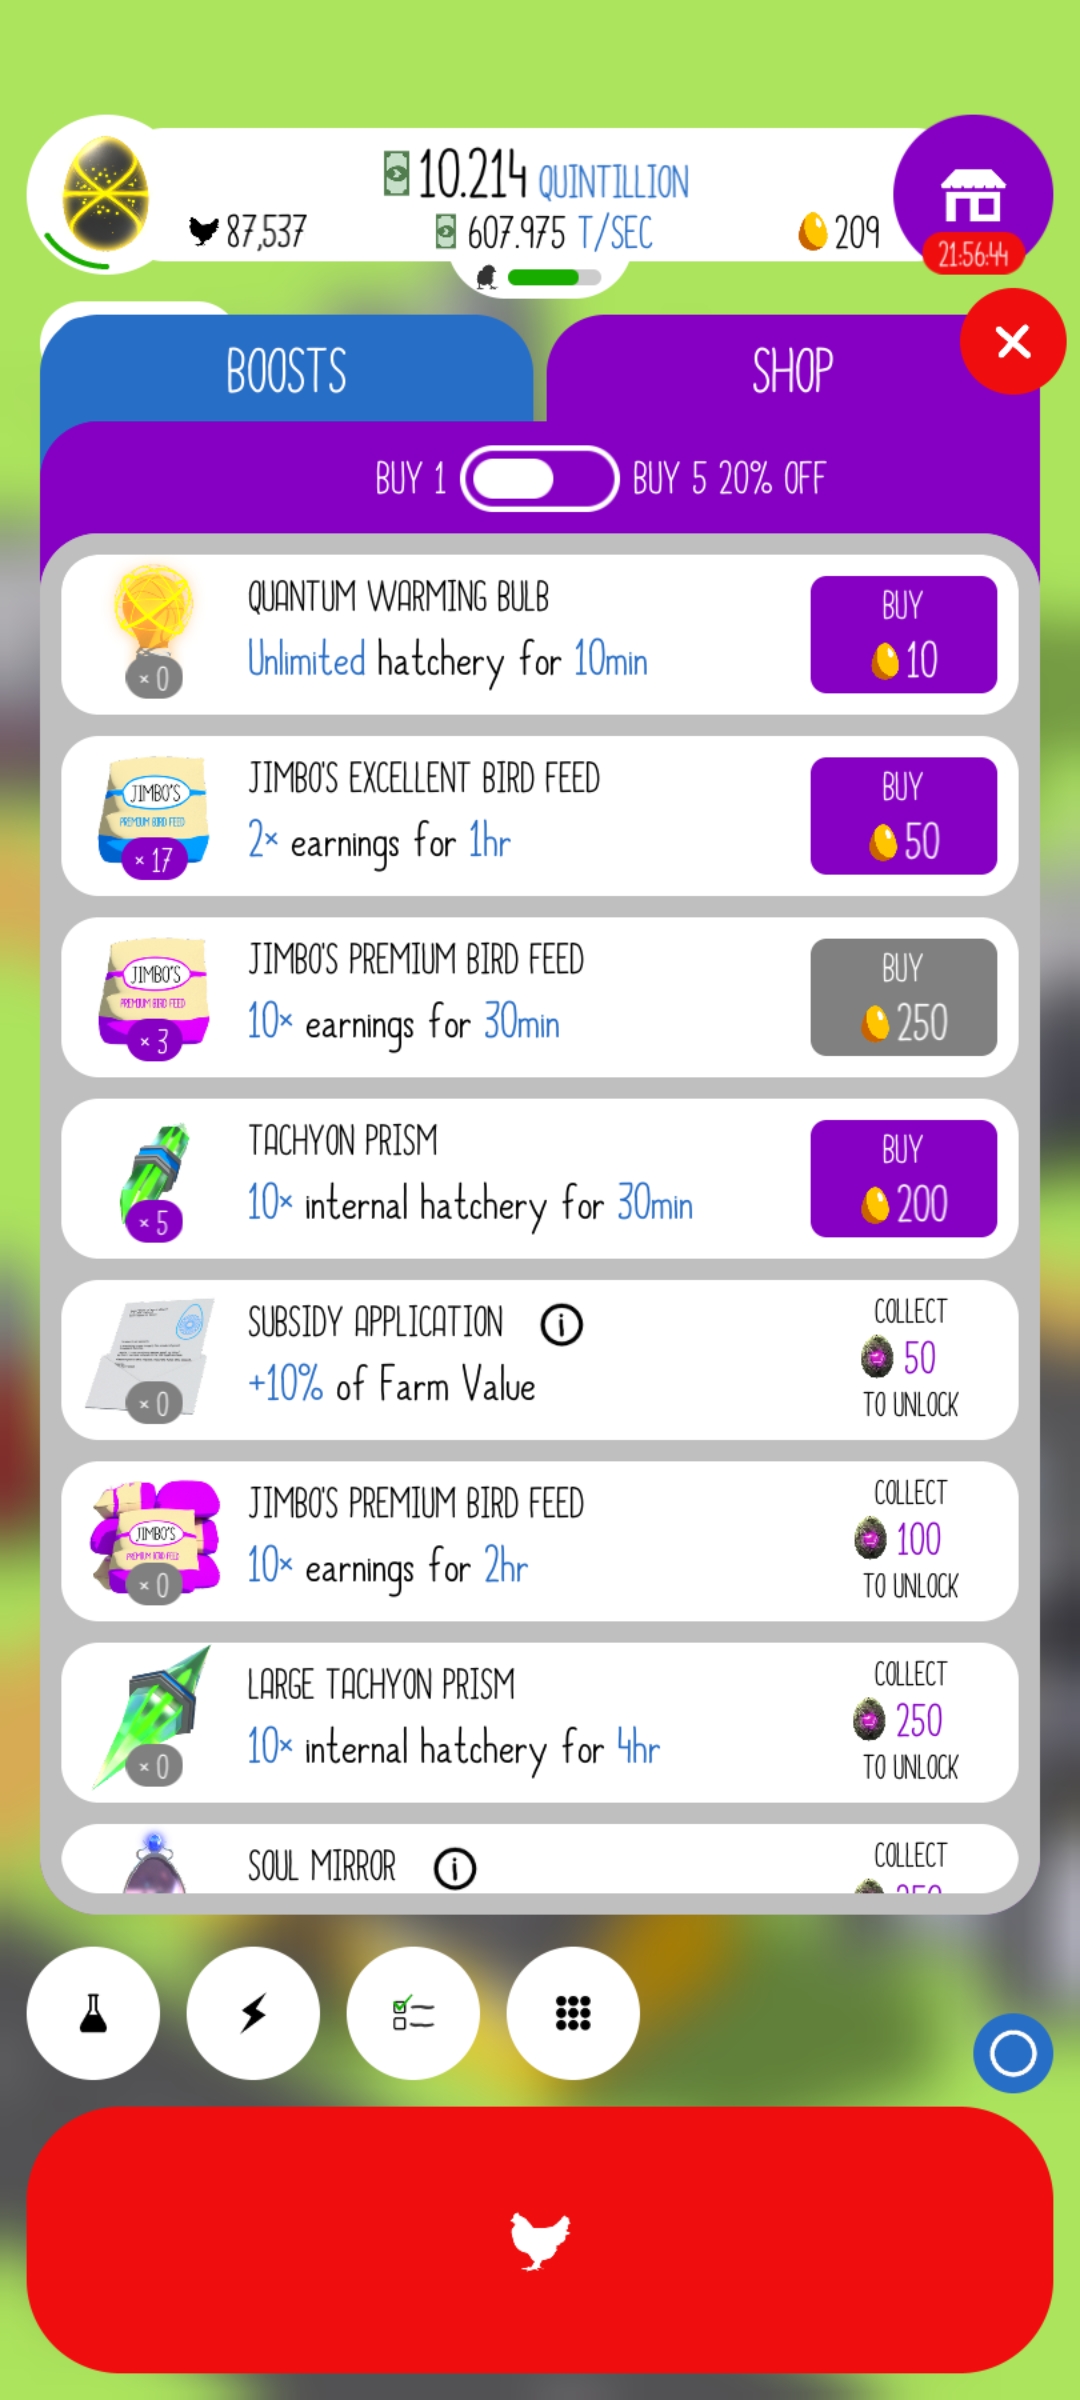 10.214 QUINTILLION
87,537
607.975 T/SEC
209
21:56:44
BOOSTS
SHOP
BUY 1
BUY 5 20% OFF
QUANTUM WARMING BULB
Unlimited hatchery for 10min
× 0
BUY
10
JIMBO'S
PREMIUM BIRD FEED
× 17
JIMBO'S EXCELLENT BIRD FEED
2× earnings for 1hr
BUY
50
JIMBO'S
PREMIUM BIRD FEED
× 3
JIMBO'S PREMIUM BIRD FEED
10× earnings for 30min
BUY
250
× 5
TACHYON PRISM
10× internal hatchery for 30min
BUY
200
× 0
SUBSIDY APPLICATION i
+10% of Farm Value
COLLECT
50
TO UNLOCK
JIMBO'S
PREMIUM BIRD FEED
× 0
JIMBO'S PREMIUM BIRD FEED
10× earnings for 2hr
COLLECT
100
TO UNLOCK
× 0
LARGE TACHYON PRISM
10× internal hatchery for 4hr
COLLECT
250
TO UNLOCK
SOUL MIRROR i
COLLECT